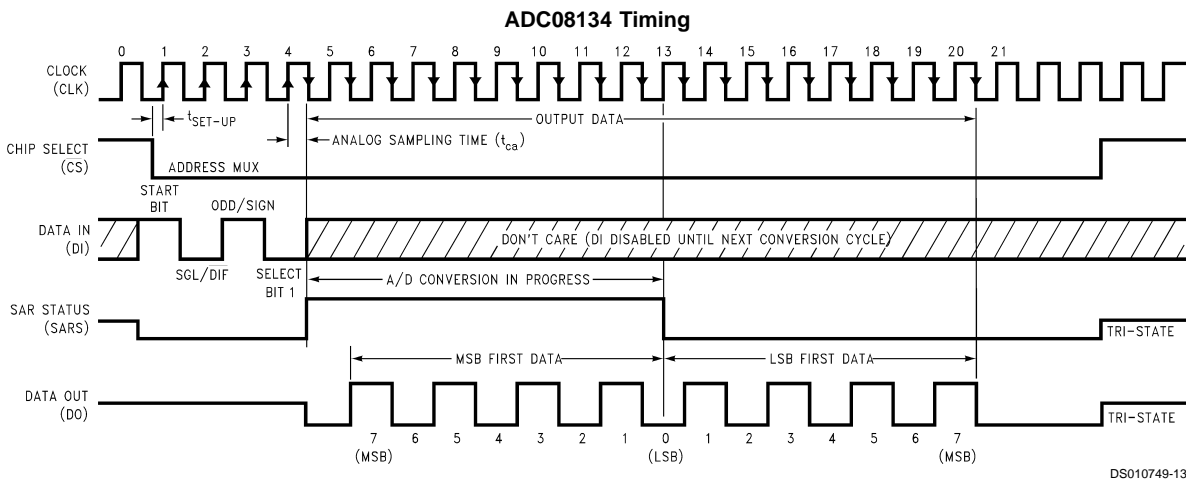 ADC08134 Timing
0 1 2 3 4 5 6 7 8 9 10 11 12 13 14 15 16 17 18 19 20 21
CLOCK
(CLK)
tSET-UP
OUTPUT DATA
ANALOG SAMPLING TIME (tca)
CHIP SELECT
(CS)
ADDRESS MUX
START
BIT
ODD/SIGN
DATA IN
(DI)
DON'T CARE (DI DISABLED UNTIL NEXT CONVERSION CYCLE)
SGL/DIF
SELECT
BIT 1
A/D CONVERSION IN PROGRESS
SAR STATUS
(SARS)
TRI-STATE
MSB FIRST DATA
LSB FIRST DATA
DATA OUT
(DO)
TRI-STATE
7 6 5 4 3 2 1 0 1 2 3 4 5 6 7
(MSB) (LSB) (MSB)
DS010749-13